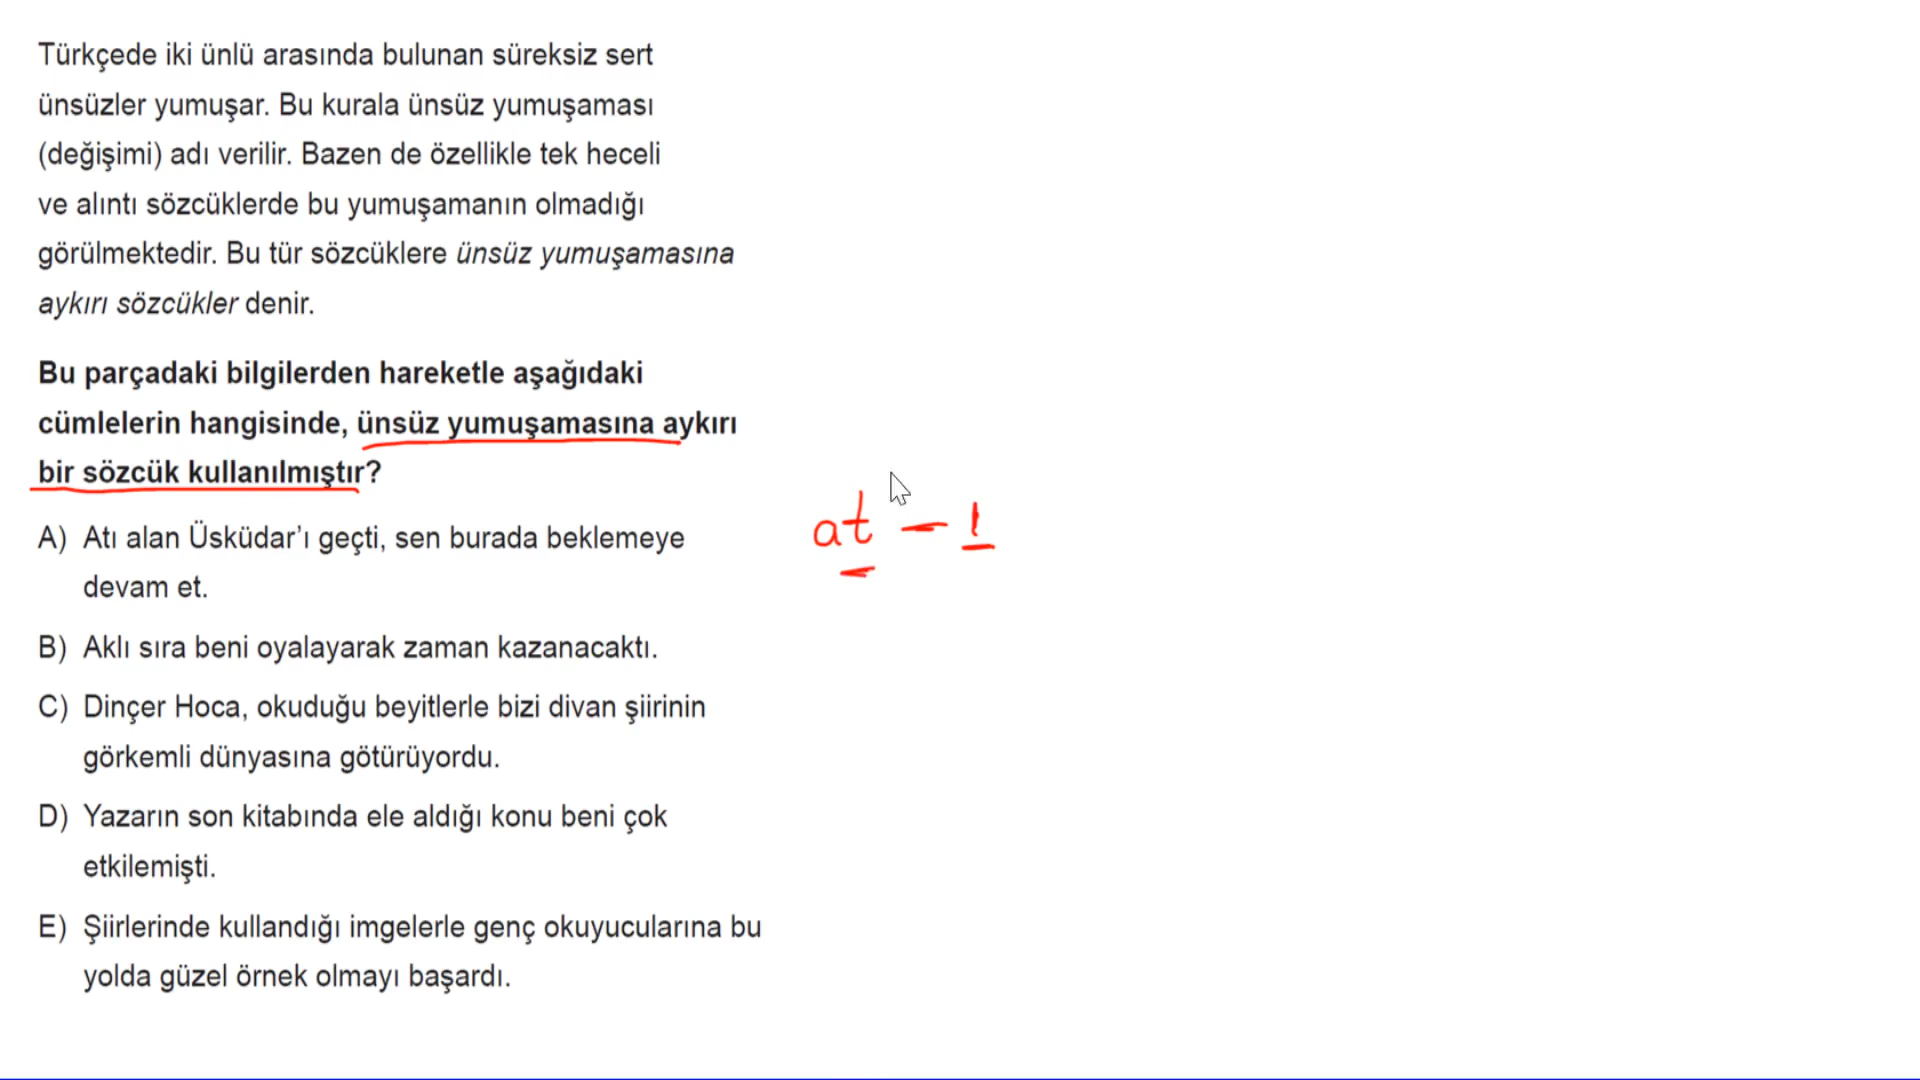 Türkçede iki ünlü arasında bulunan süreksiz sert
ünsüzler yumuşar. Bu kurala ünsüz yumuşaması
(değişimi) adı verilir. Bazen de özellikle tek heceli
ve alıntı sözcüklerde bu yumuşamanın olmadığı
görülmektedir. Bu tür sözcüklere ünsüz yumuşamasına
aykırı sözcükler denir.
Bu parçadaki bilgilerden hareketle aşağıdaki
cümlelerin hangisinde, ünsüz yumuşamasına aykırı
bir sözcük kullanılmıştır?
A) Atı alan Üsküdar’ı geçti, sen burada beklemeye
devam et.
at – ı
B) Aklı sıra beni oyalayarak zaman kazanacaktı.
C) Dinçer Hoca, okuduğu beyitlerle bizi divan şiirinin
görkemli dünyasına götürüyordu.
D) Yazarın son kitabında ele aldığı konu beni çok
etkilemişti.
E) Şiirlerinde kullandığı imgelerle genç okuyucularına bu
yolda güzel örnek olmayı başardı.